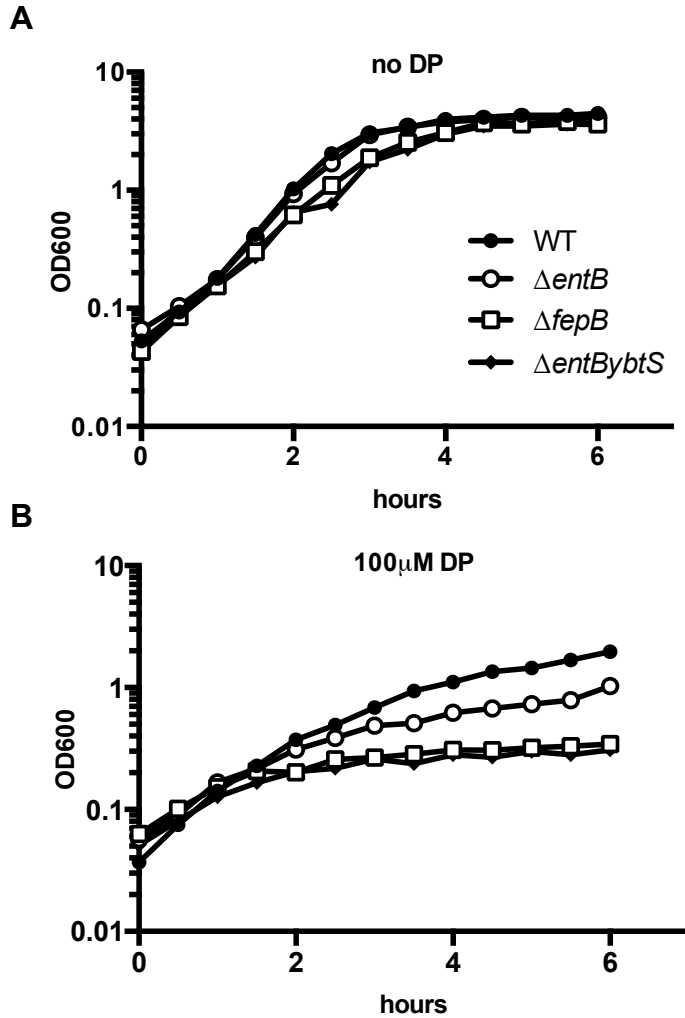 A
no DP
10
1
0.1
0.01
OD600
WT
ΔentB
ΔfepB
ΔentBybtS
0 2 4 6
hours
B
100μM DP
10
1
0.1
0.01
OD600
0 2 4 6
hours